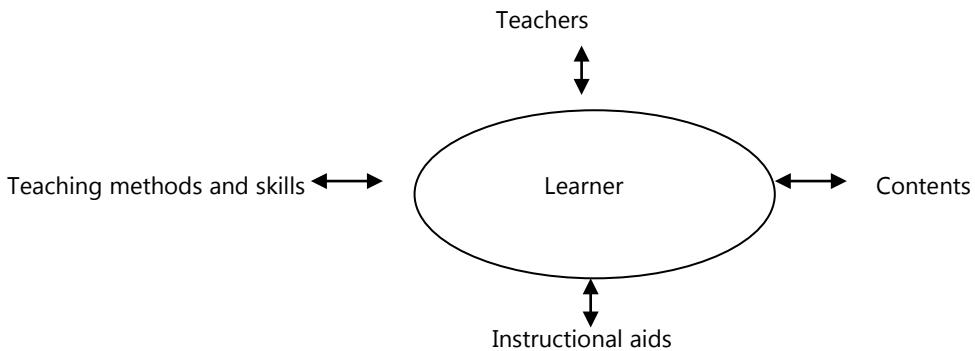 Teachers
Teaching methods and skills
Learner
Contents
Instructional aids